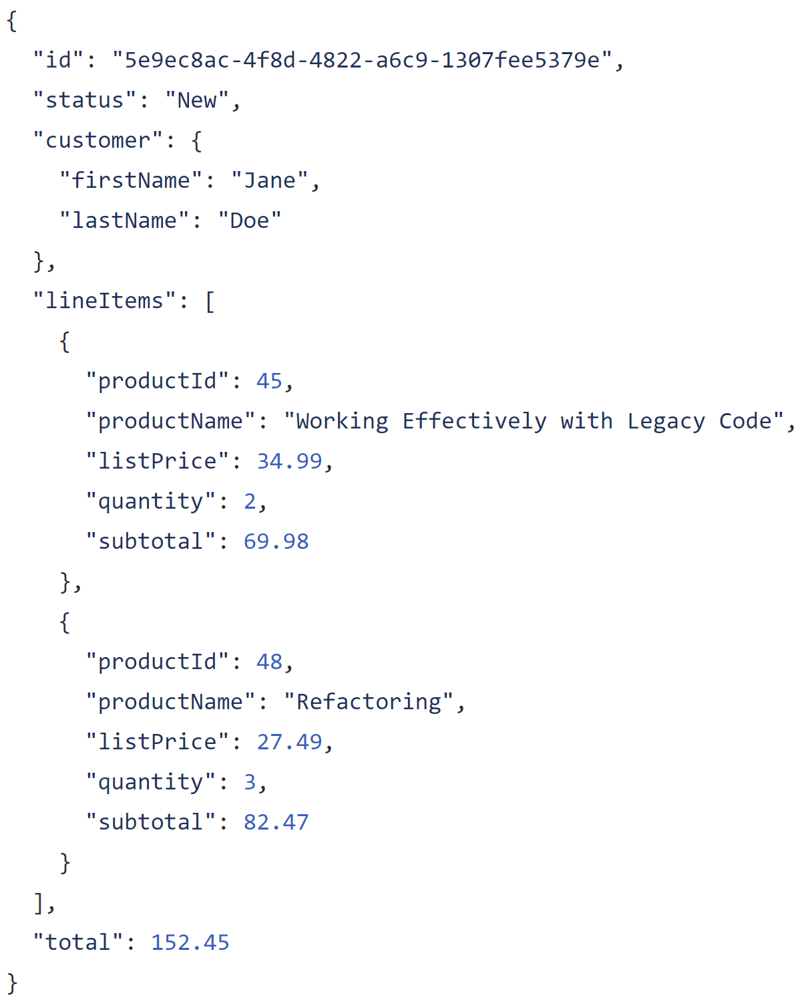 {
  "id": "5e9ec8ac-4f8d-4822-a6c9-1307fee5379e",
  "status": "New",
  "customer": {
    "firstName": "Jane",
    "lastName": "Doe"
  },
  "lineItems": [
    {
      "productId": 45,
      "productName": "Working Effectively with Legacy Code",
      "listPrice": 34.99,
      "quantity": 2,
      "subtotal": 69.98
    },
    {
      "productId": 48,
      "productName": "Refactoring",
      "listPrice": 27.49,
      "quantity": 3,
      "subtotal": 82.47
    }
  ],
  "total": 152.45
}